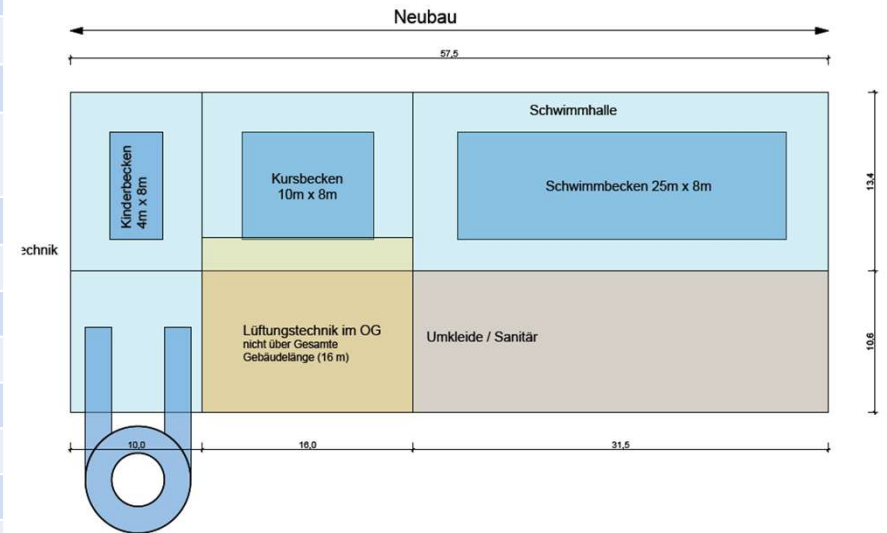 Neubau
57,5
Schwimmhalle
Kinderbecken
4m x 8m
Kursbecken
10m x 8m
Schwimmbecken 25m x 8m
13,4
echnik
Lüftungstechnik im OG
nicht über Gesamte
Gebäudelänge (16 m)
Umkleide / Sanitär
10,6
10,0
16,0
31,5